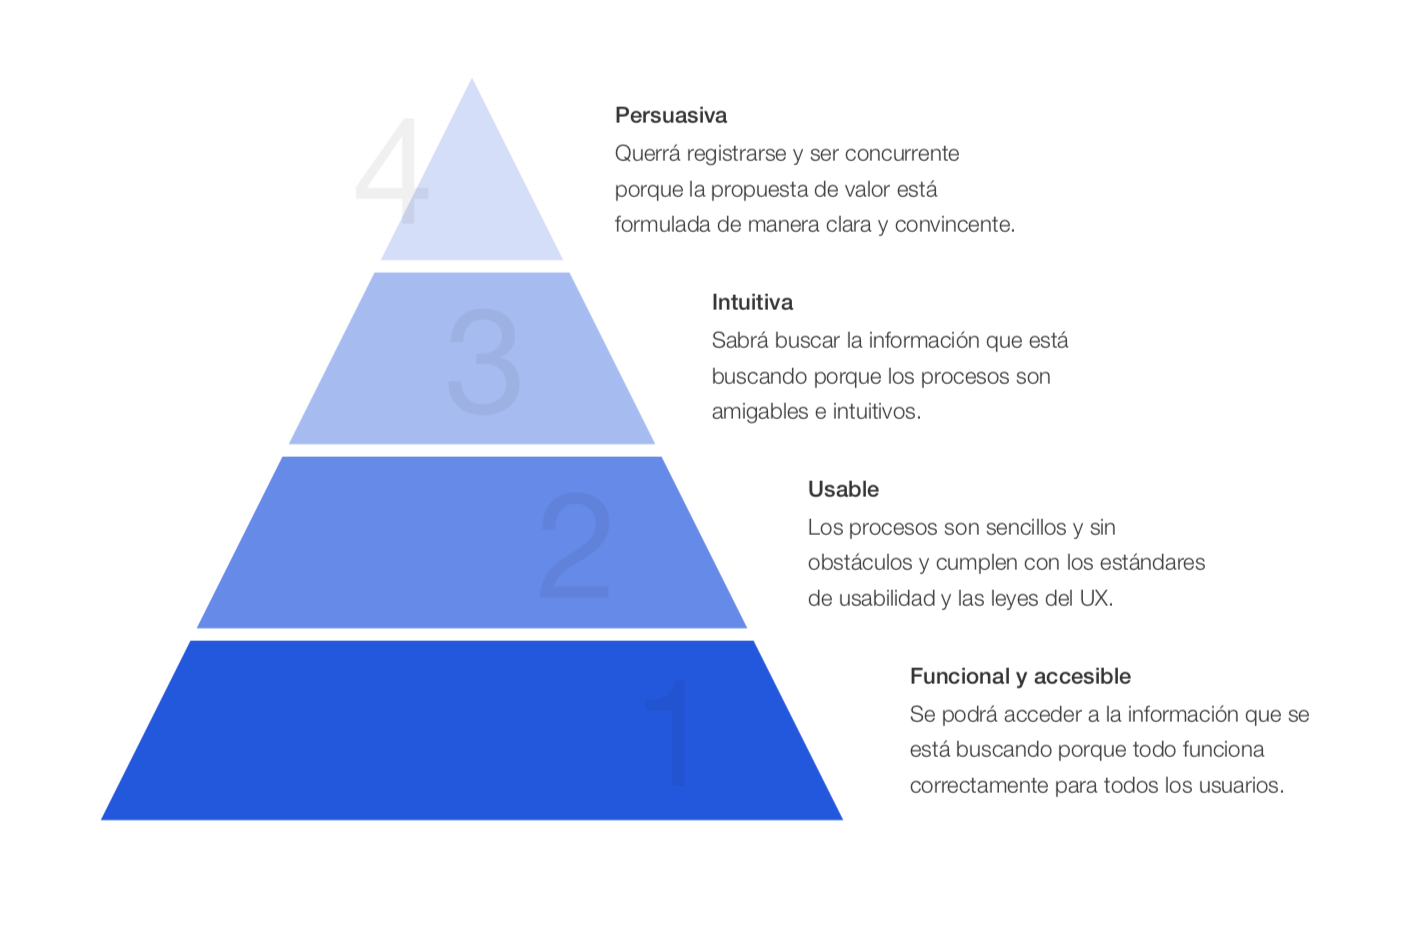 4
Persuasiva
Querrá registrarse y ser concurrente
porque la propuesta de valor está
formulada de manera clara y convincente.
3
Intuitiva
Sabrá buscar la información que está
buscando porque los procesos son
amigables e intuitivos.
2
Usable
Los procesos son sencillos y sin
obstáculos y cumplen con los estándares
de usabilidad y las leyes del UX.
1
Funcional y accesible
Se podrá acceder a la información que se
está buscando porque todo funciona
correctamente para todos los usuarios.